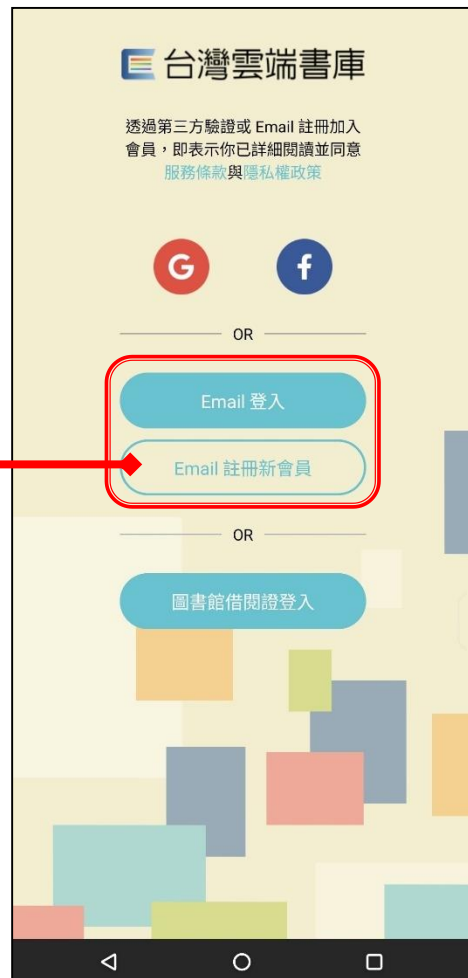 台灣雲端書庫
透過第三方驗證或 Email 註冊加入
會員，即表示你已詳細閱讀並同意
服務條款與隱私權政策
G f
OR
Email 登入
Email 註冊新會員
OR
圖書館借閱證登入